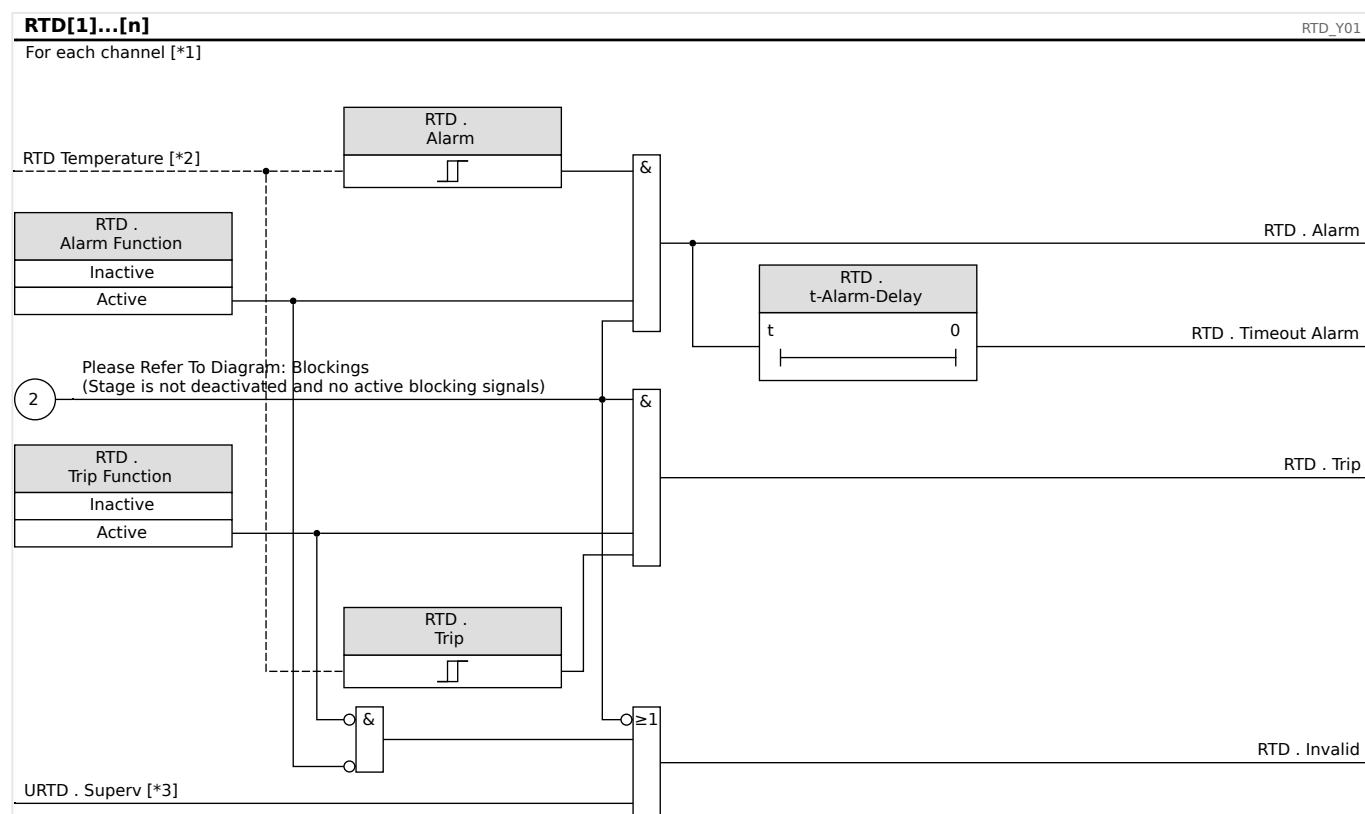 RTD[1]...[n]
RTD_Y01
For each channel [*1]
RTD .
Alarm
&
RTD Temperature [*2]
RTD .
Alarm Function
Inactive
Active
RTD . Alarm
RTD .
t-Alarm-Delay
t 0
RTD . Timeout Alarm
Please Refer To Diagram: Blockings
(Stage is not deactivated and no active blocking signals)
2
&
RTD .
Trip Function
Inactive
Active
RTD . Trip
RTD .
Trip
&
≥1
RTD . Invalid
URTD . Superv [*3]